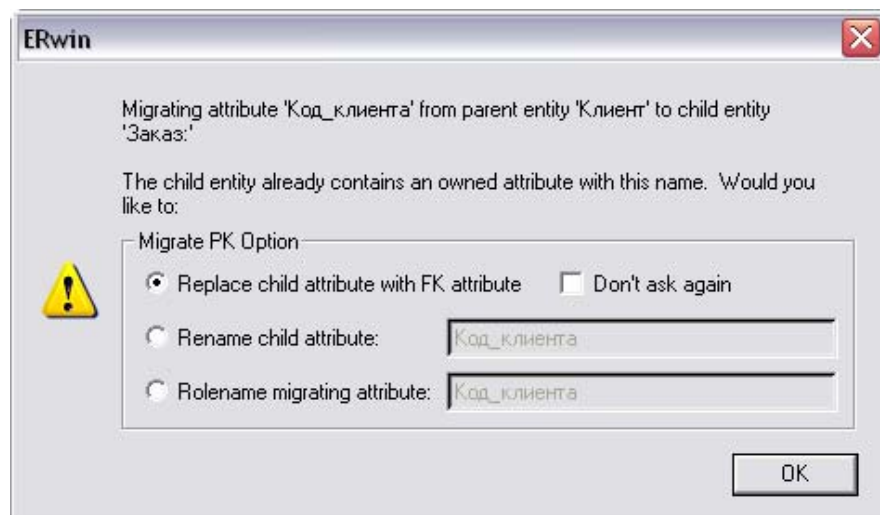 ERwin
Migrating attribute 'Код_клиента' from parent entity 'Клиент' to child entity
'Заказ:'
The child entity already contains an owned attribute with this name. Would you
like to:
Migrate PK Option
Replace child attribute with FK attribute Don't ask again
Rename child attribute: Код_клиента
Rolename migrating attribute: Код_клиента
OK